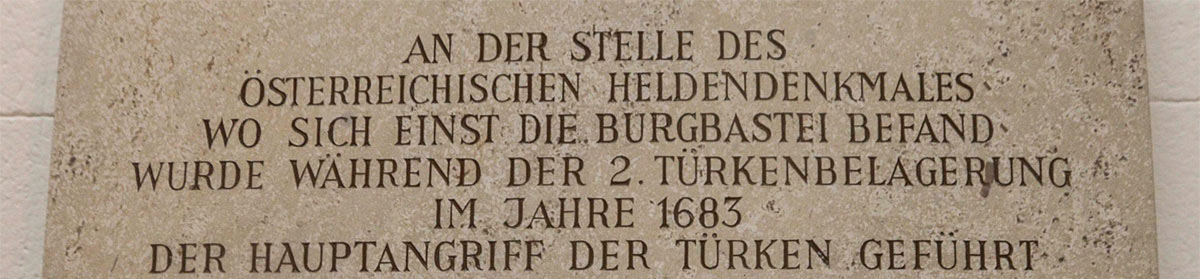 AN DER STELLE DES
ÖSTERREICHISCHEN HELDENDENKMALES
WO SICH EINST DIE BURGBASTEI BEFAND
WURDE WÄHREND DER 2. TÜRKENBELAGERUNG
IM JAHRE 1683
DER HAUPTANGRIFF DER TÜRKEN GEFÜHRT